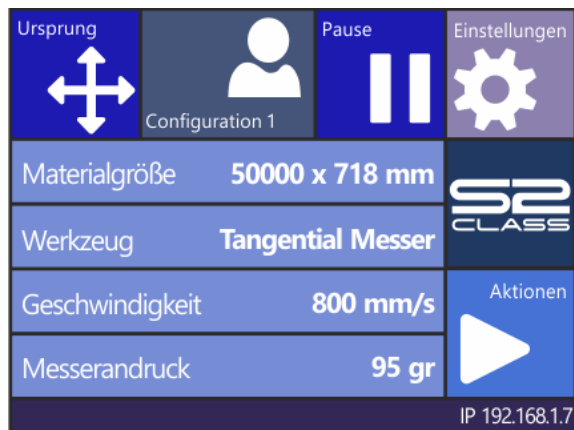 Ursprung
Configuration 1
Pause
Einstellungen
Materialgröße 50000 x 718 mm
S2
CLASS
Werkzeug Tangential Messer
Geschwindigkeit 800 mm/s
Aktionen
Messerandruck 95 gr
IP 192.168.1.7